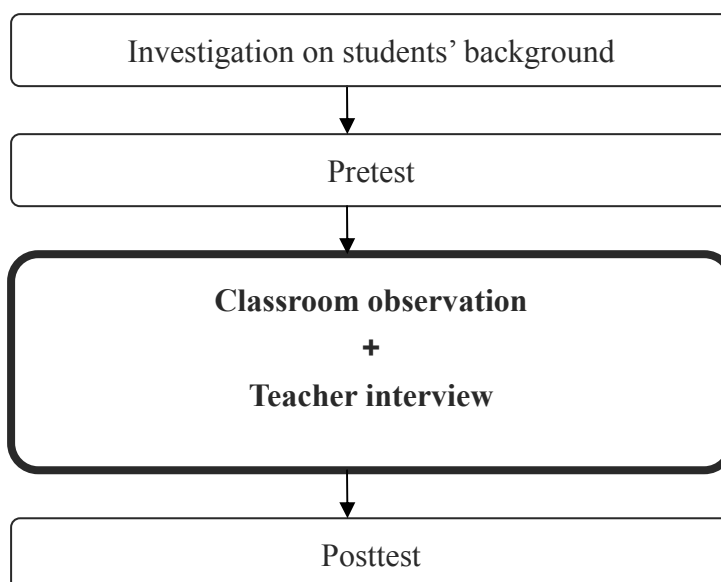 Investigation on students’ background
Pretest
Classroom observation
+
Teacher interview
Posttest